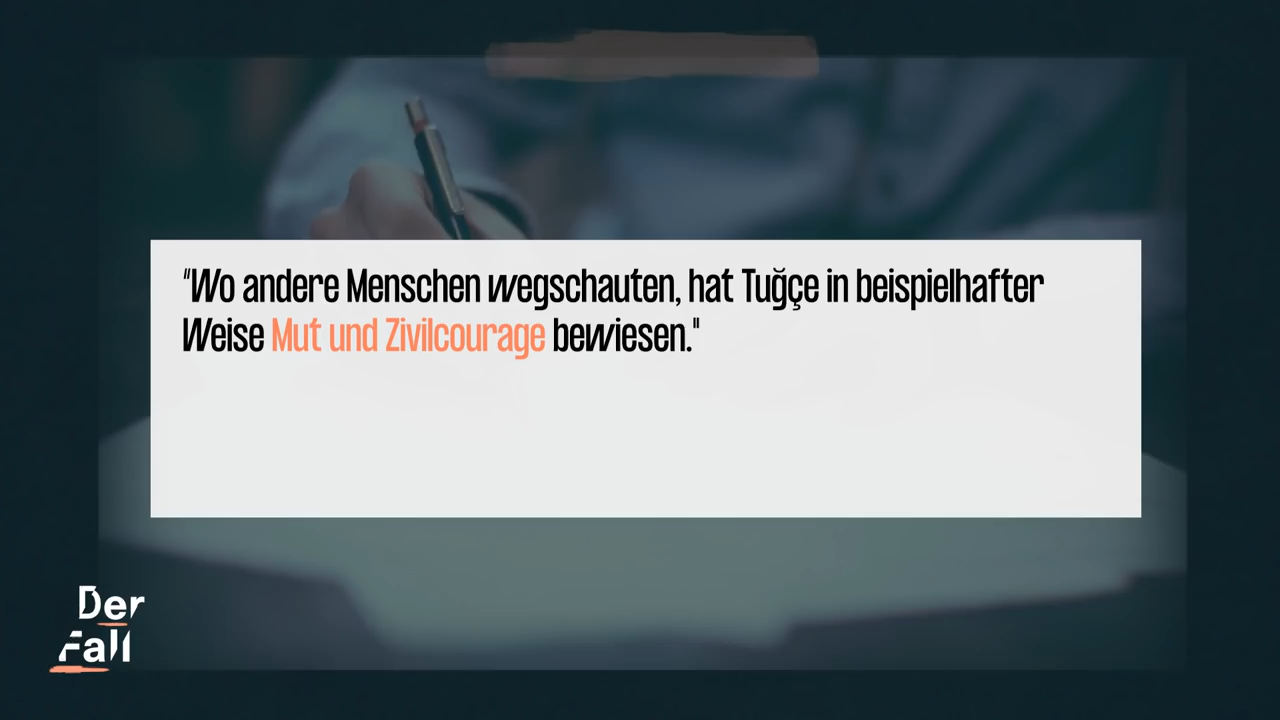 "Wo andere Menschen wegschauten, hat Tuğçe in beispielhafter
Weise Mut und Zivilcourage bewiesen."
Der
Fall